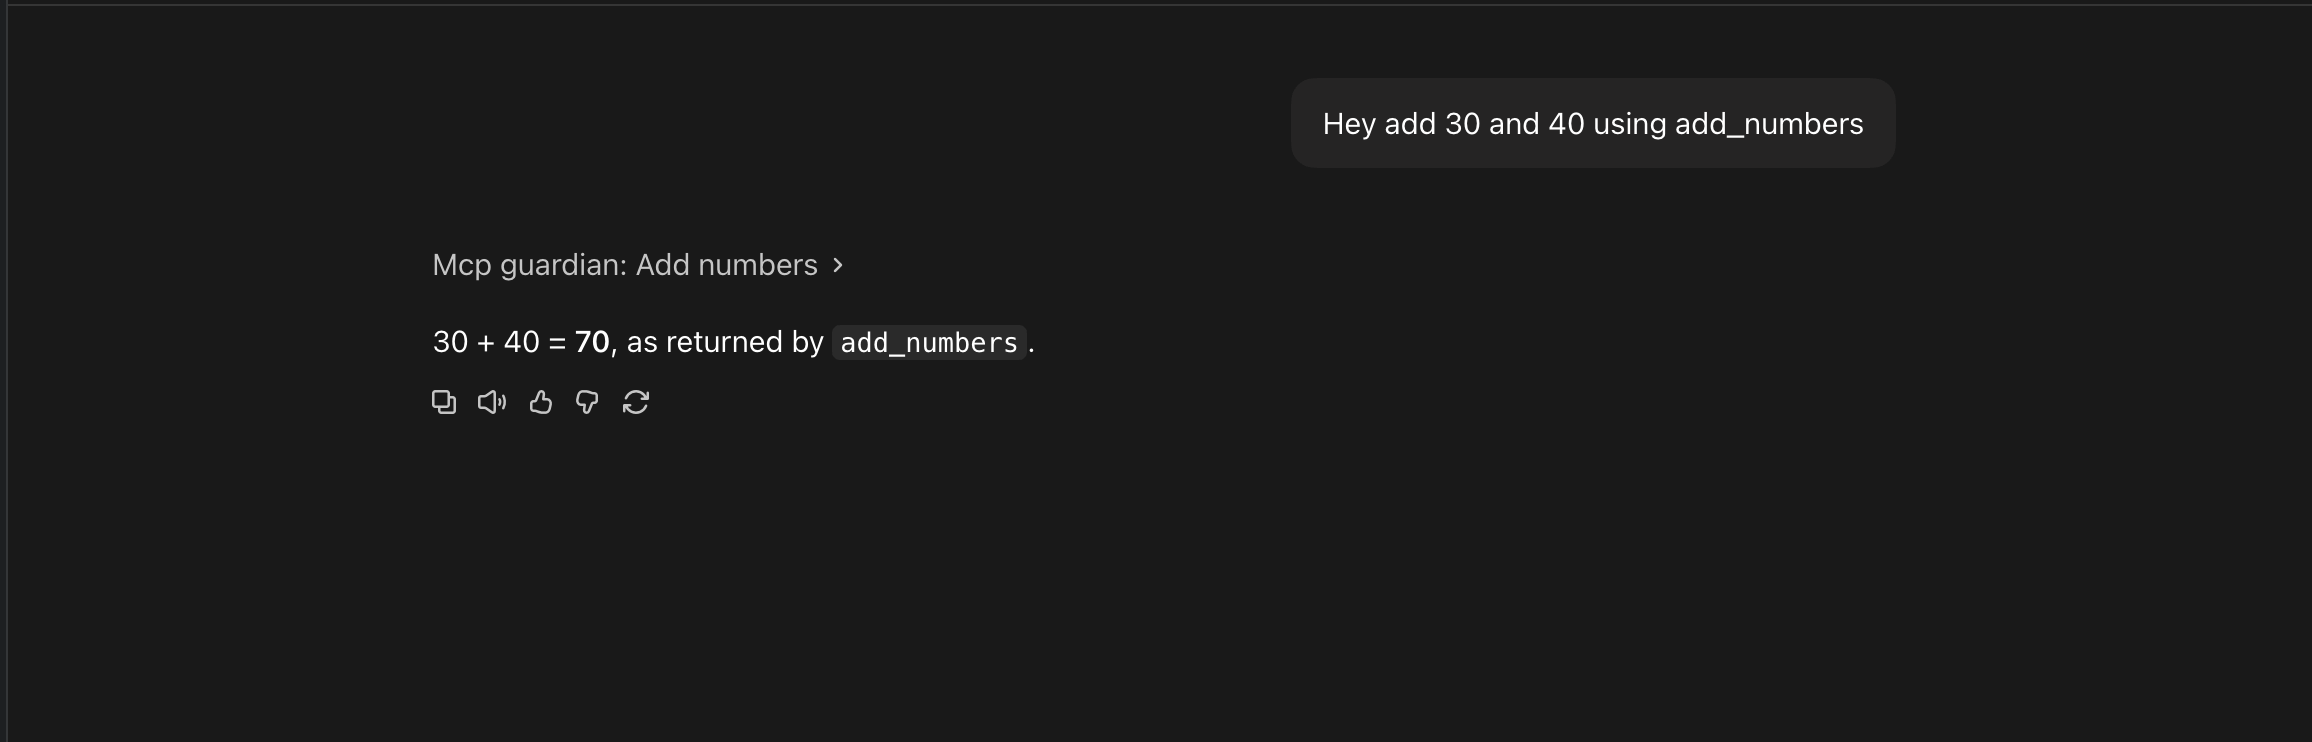 Hey add 30 and 40 using add_numbers
Mcp guardian: Add numbers
30 + 40 = 70, as returned by add_numbers.